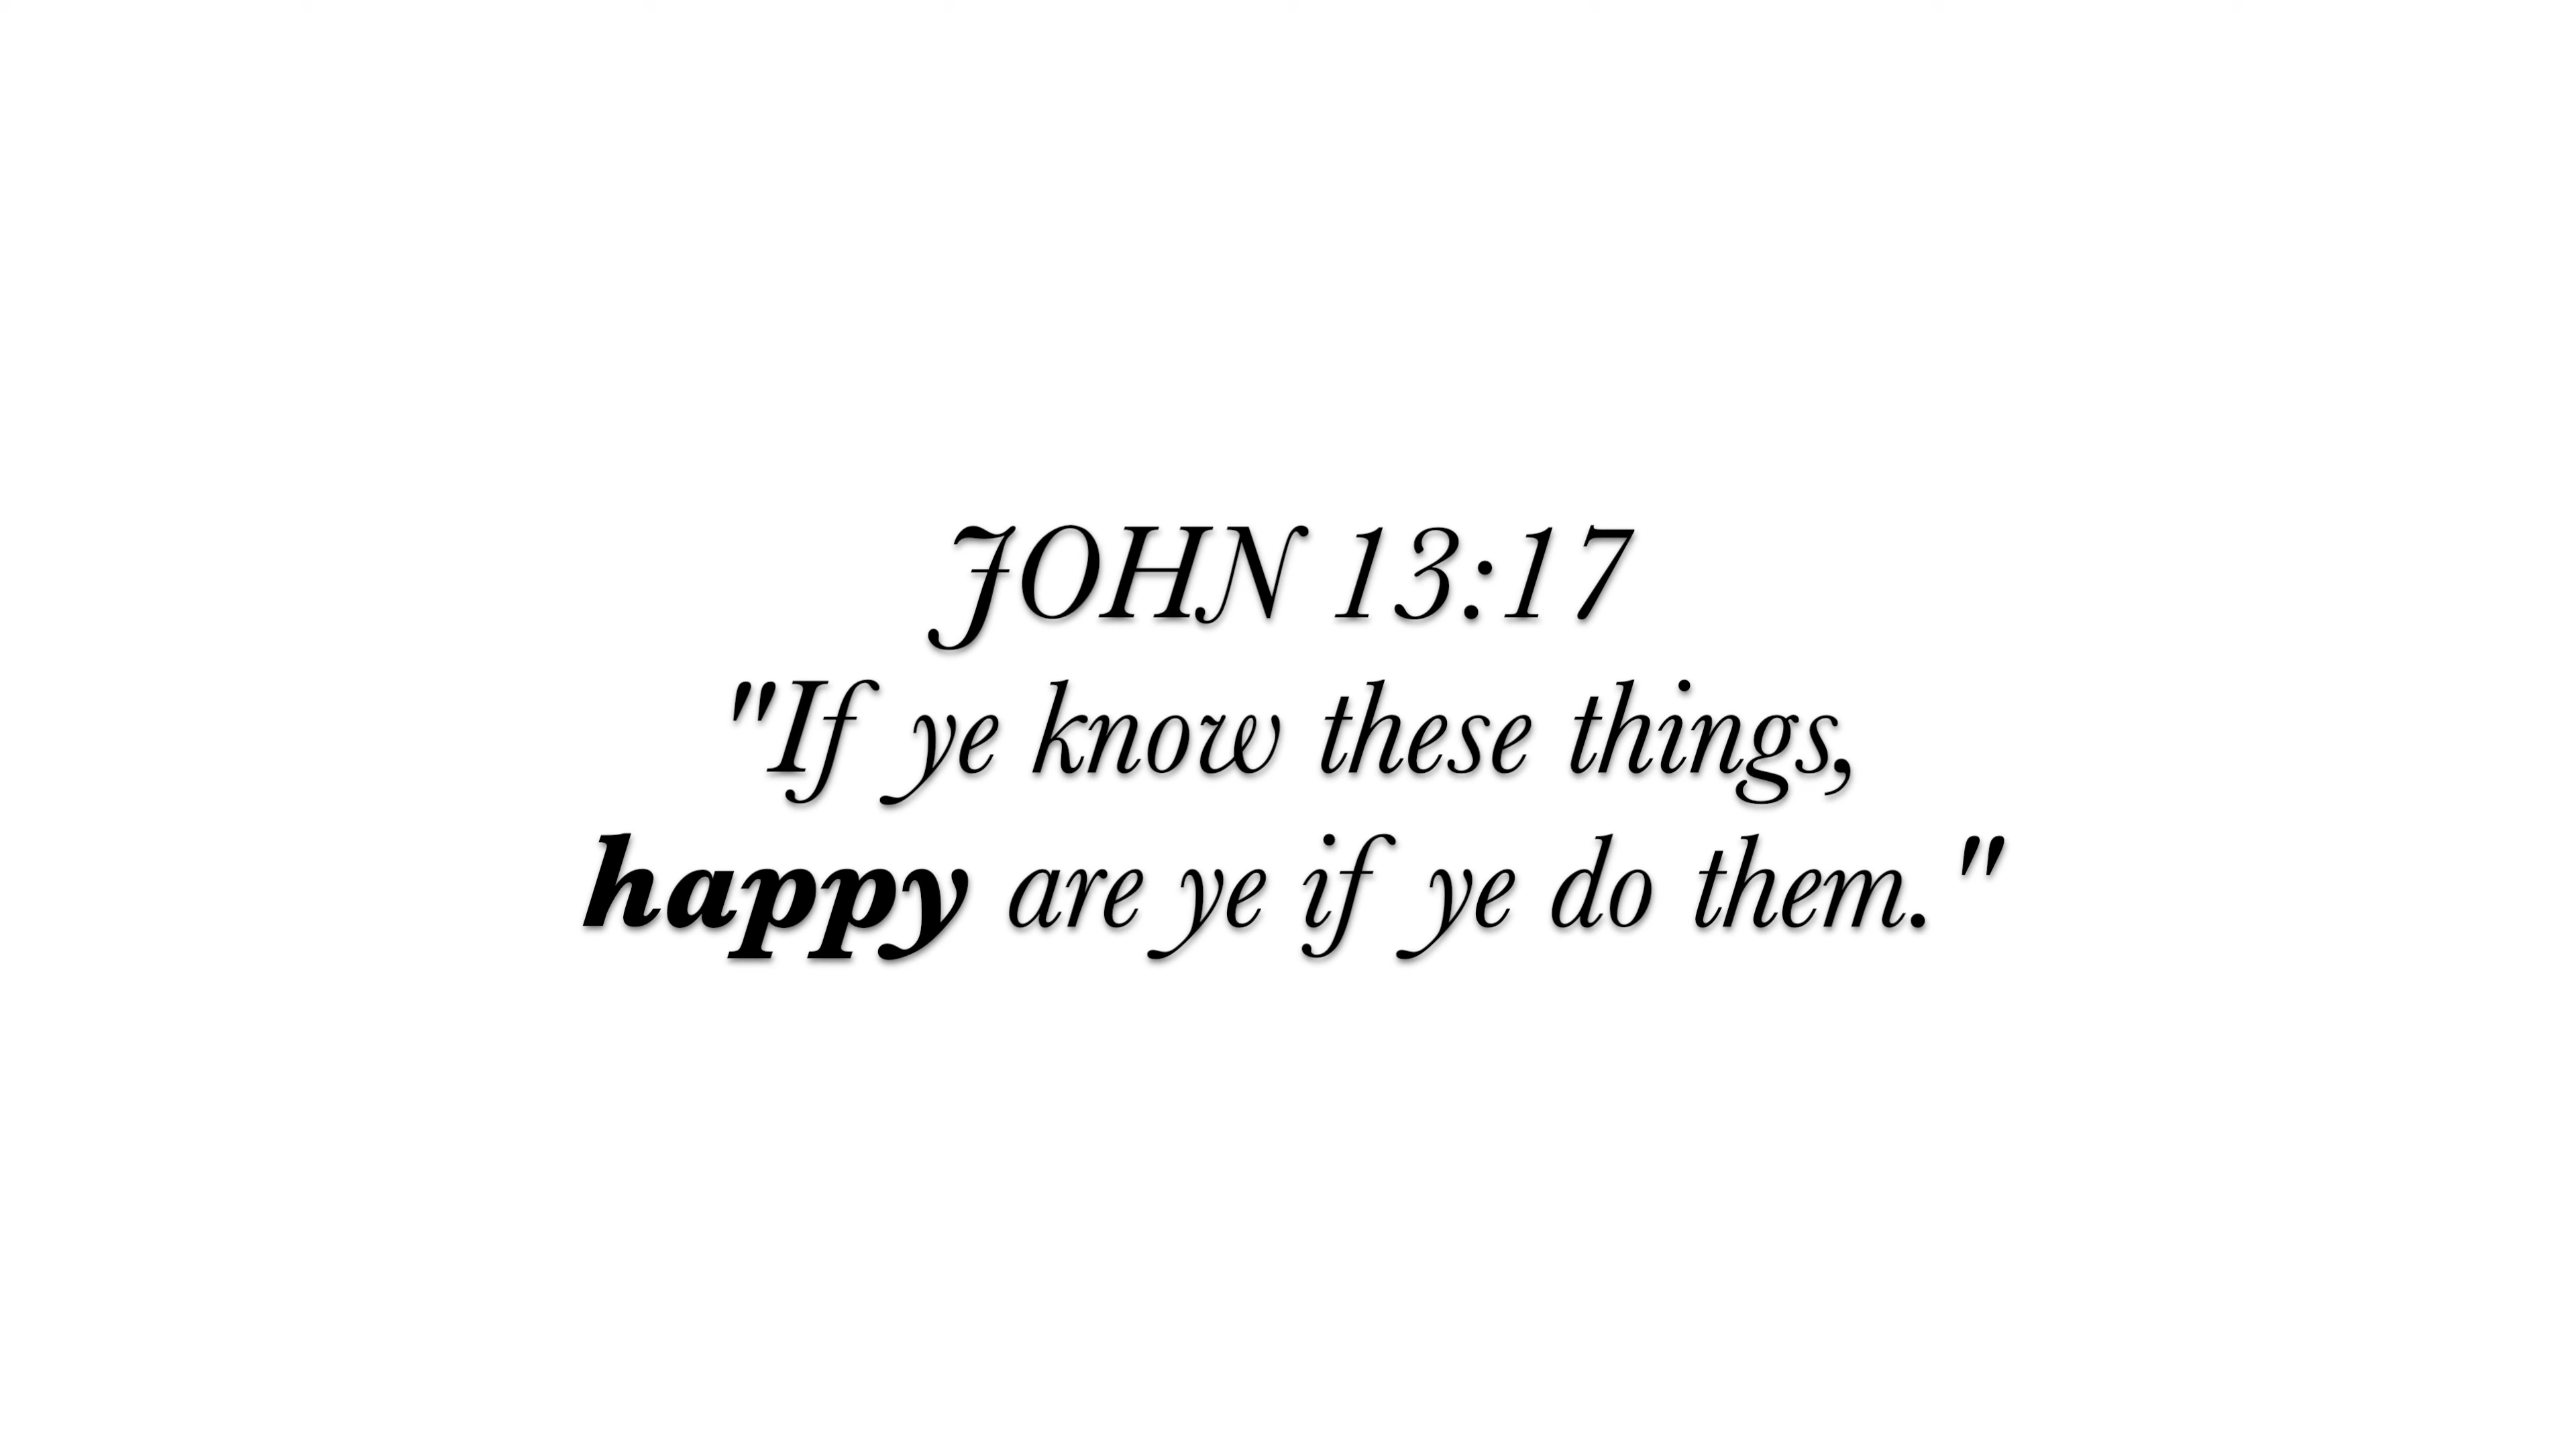 JOHN 13:17
"If ye know these things,
happy are ye if ye do them."